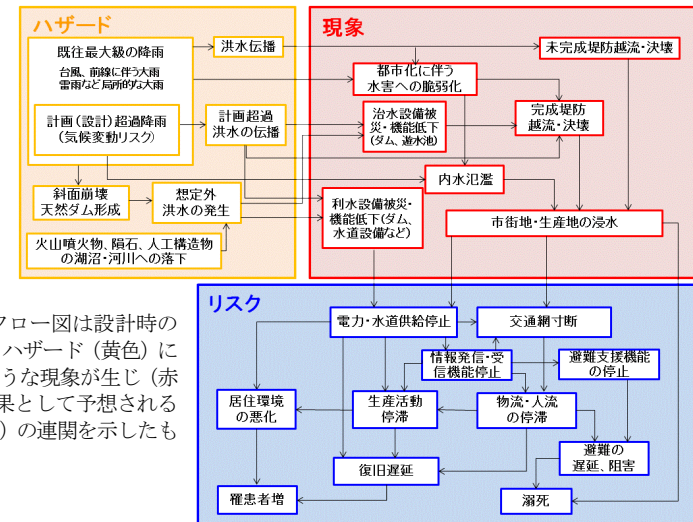 ハザード
既往最大級の降雨
台風、前線に伴う大雨
雷雨など局所的な大雨
計画(設計)超過降雨
(気候変動リスク)
洪水伝播
計画超過
洪水の伝播
斜面崩壊
天然ダム形成
想定外
洪水の発生
火山噴火物、隕石、人工構造物
の湖沼・河川への落下
現象
未完成堤防越流・決壊
都市化に伴う
水害への脆弱化
治水設備被
災・機能低下
(ダム、遊水池)
完成堤防
越流・決壊
内水氾濫
利水設備被災・
機能低下(ダム、
水道設備など)
市街地・生産地の浸水
フロー図は設計時の
ハザード(黄色)に
うな現象が生じ(赤
果として予想される
)の連関を示したも
リスク
電力・水道供給停止
交通網寸断
情報発信・受
信機能停止
避難支援機能
の停止
居住環境
の悪化
生産活動
停滞
物流・人流
の停滞
避難の
遅延、阻害
復旧遅延
罹患者増
溺死